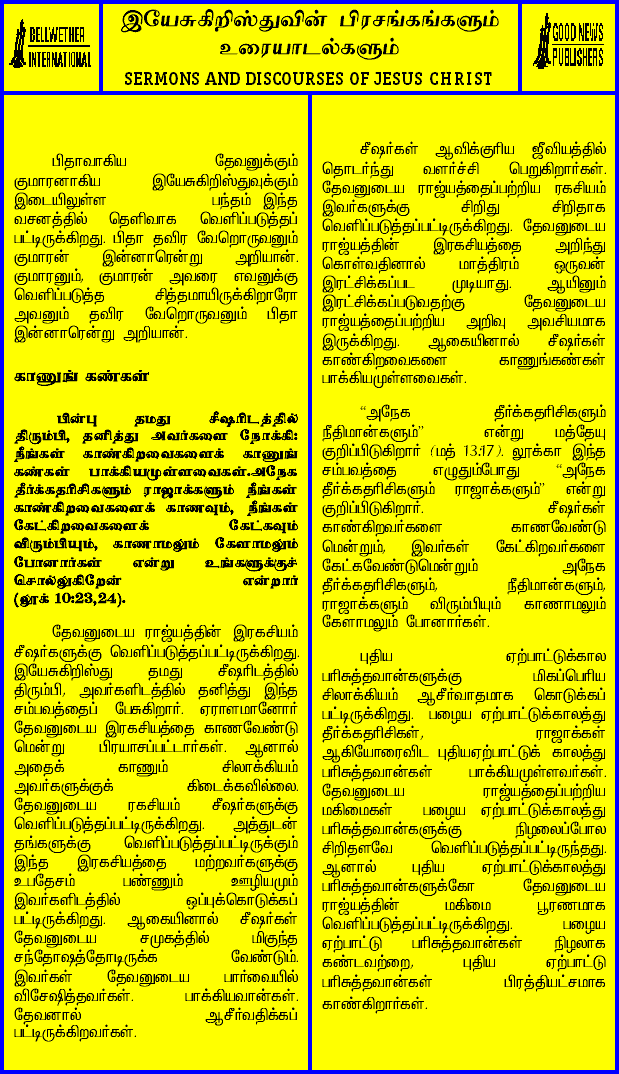 BELLWETHER
INTERNATIONAL
இயேசுகிறிஸ்துவின் பிரசங்கங்களும்
உரையாடல்களும்
SERMONS AND DISCOURSES OF JESUS CHRIST
GOOD NEWS
PUBLISHERS
பிதாவாகிய தேவனுக்கும்
குமாரனாகிய இயேசுகிறிஸ்துவுக்கும்
இடையிலுள்ள பந்தம் இந்த
வசனத்தில் தெளிவாக வெளிப்படுத்தப்
பட்டிருக்கிறது. பிதா தவிர வேறொருவனும்
குமாரன் இன்னாரென்று அறியான்.
குமாரனும், குமாரன் அவரை எவனுக்கு
வெளிப்படுத்த சித்தமாயிருக்கிறாரோ
அவனும் தவிர வேறொருவனும் பிதா
இன்னாரென்று அறியான்.
காணுங் கண்கள்
பின்பு தமது சீஷரிடத்தில்
திரும்பி, தனித்து அவர்களை நோக்கி:
நீங்கள் காண்கிறவைகளைக் காணுங்
கண்கள் பாக்கியமுள்ளவைகள்.அநேக
தீர்க்கதரிசிகளும் ராஜாக்களும் நீங்கள்
காண்கிறவைகளைக் காணவும், நீங்கள்
கேட்கிறவைகளைக் கேட்கவும்
விரும்பியும், காணாமலும் கேளாமலும்
போனார்கள் என்று உங்களுக்குச்
சொல்லுகிறேன் என்றார்
(லூக் 10:23,24).
தேவனுடைய ராஜ்யத்தின் இரகசியம்
சீஷர்களுக்கு வெளிப்படுத்தப்பட்டிருக்கிறது.
இயேசுகிறிஸ்து தமது சீஷரிடத்தில்
திரும்பி, அவர்களிடத்தில் தனித்து இந்த
சம்பவத்தைப் பேசுகிறார். ஏராளமானோர்
தேவனுடைய இரகசியத்தை காணவேண்டு
மென்று பிரயாசப்பட்டார்கள். ஆனால்
அதைக் காணும் சிலாக்கியம்
அவர்களுக்குக் கிடைக்கவில்லை.
தேவனுடைய ரகசியம் சீஷர்களுக்கு
வெளிப்படுத்தப்பட்டிருக்கிறது. அத்துடன்
தங்களுக்கு வெளிப்படுத்தப்பட்டிருக்கும்
இந்த இரகசியத்தை மற்றவர்களுக்கு
உபதேசம் பண்ணும் ஊழியமும்
இவர்களிடத்தில் ஒப்புக்கொடுக்கப்
பட்டிருக்கிறது. ஆகையினால் சீஷர்கள்
தேவனுடைய சமுகத்தில் மிகுந்த
சந்தோஷத்தோடிருக்க வேண்டும்.
இவர்கள் தேவனுடைய பார்வையில்
விசேஷித்தவர்கள். பாக்கியவான்கள்.
தேவனால் ஆசீர்வதிக்கப்
பட்டிருக்கிறவர்கள்.
சீஷர்கள் ஆவிக்குரிய ஜீவியத்தில்
தொடர்ந்து வளர்ச்சி பெறுகிறார்கள்.
தேவனுடைய ராஜ்யத்தைப்பற்றிய ரகசியம்
இவர்களுக்கு சிறிது சிறிதாக
வெளிப்படுத்தப்பட்டிருக்கிறது. தேவனுடைய
ராஜ்யத்தின் இரகசியத்தை அறிந்து
கொள்வதினால் மாத்திரம் ஒருவன்
இரட்சிக்கப்பட முடியாது. ஆயினும்
இரட்சிக்கப்படுவதற்கு தேவனுடைய
ராஜ்யத்தைப்பற்றிய அறிவு அவசியமாக
இருக்கிறது. ஆகையினால் சீஷர்கள்
காண்கிறவைகளை காணுங்கண்கள்
பாக்கியமுள்ளவைகள்.
“அநேக தீர்க்கதரிசிகளும்
நீதிமான்களும்” என்று மத்தேயு
குறிப்பிடுகிறார் (மத் 13:17). லூக்கா இந்த
சம்பவத்தை எழுதும்போது “அநேக
தீர்க்கதரிசிகளும் ராஜாக்களும்” என்று
குறிப்பிடுகிறார். சீஷர்கள்
காண்கிறவர்களை காணவேண்டு
மென்றும், இவர்கள் கேட்கிறவர்களை
கேட்கவேண்டுமென்றும் அநேக
தீர்க்கதரிசிகளும், நீதிமான்களும்,
ராஜாக்களும் விரும்பியும் காணாமலும்
கேளாமலும் போனார்கள்.
புதிய ஏற்பாட்டுக்கால
பரிசுத்தவான்களுக்கு மிகப்பெரிய
சிலாக்கியம் ஆசீர்வாதமாக கொடுக்கப்
பட்டிருக்கிறது. பழைய ஏற்பாட்டுக்காலத்து
தீர்க்கதரிசிகள், ராஜாக்கள்
ஆகியோரைவிட புதியஏற்பாட்டுக் காலத்து
பரிசுத்தவான்கள் பாக்கியமுள்ளவர்கள்.
தேவனுடைய ராஜ்யத்தைப்பற்றிய
மகிமைகள் பழைய ஏற்பாட்டுக்காலத்து
பரிசுத்தவான்களுக்கு நிழலைப்போல
சிறிதளவே வெளிப்படுத்தப்பட்டிருந்தது.
ஆனால் புதிய ஏற்பாட்டுக்காலத்து
பரிசுத்தவான்களுக்கோ தேவனுடைய
ராஜ்யத்தின் மகிமை பூரணமாக
வெளிப்படுத்தப்பட்டிருக்கிறது. பழைய
ஏற்பாட்டு பரிசுத்தவான்கள் நிழலாக
கண்டவற்றை, புதிய ஏற்பாட்டு
பரிசுத்தவான்கள் பிரத்தியட்சமாக
காண்கிறார்கள்.